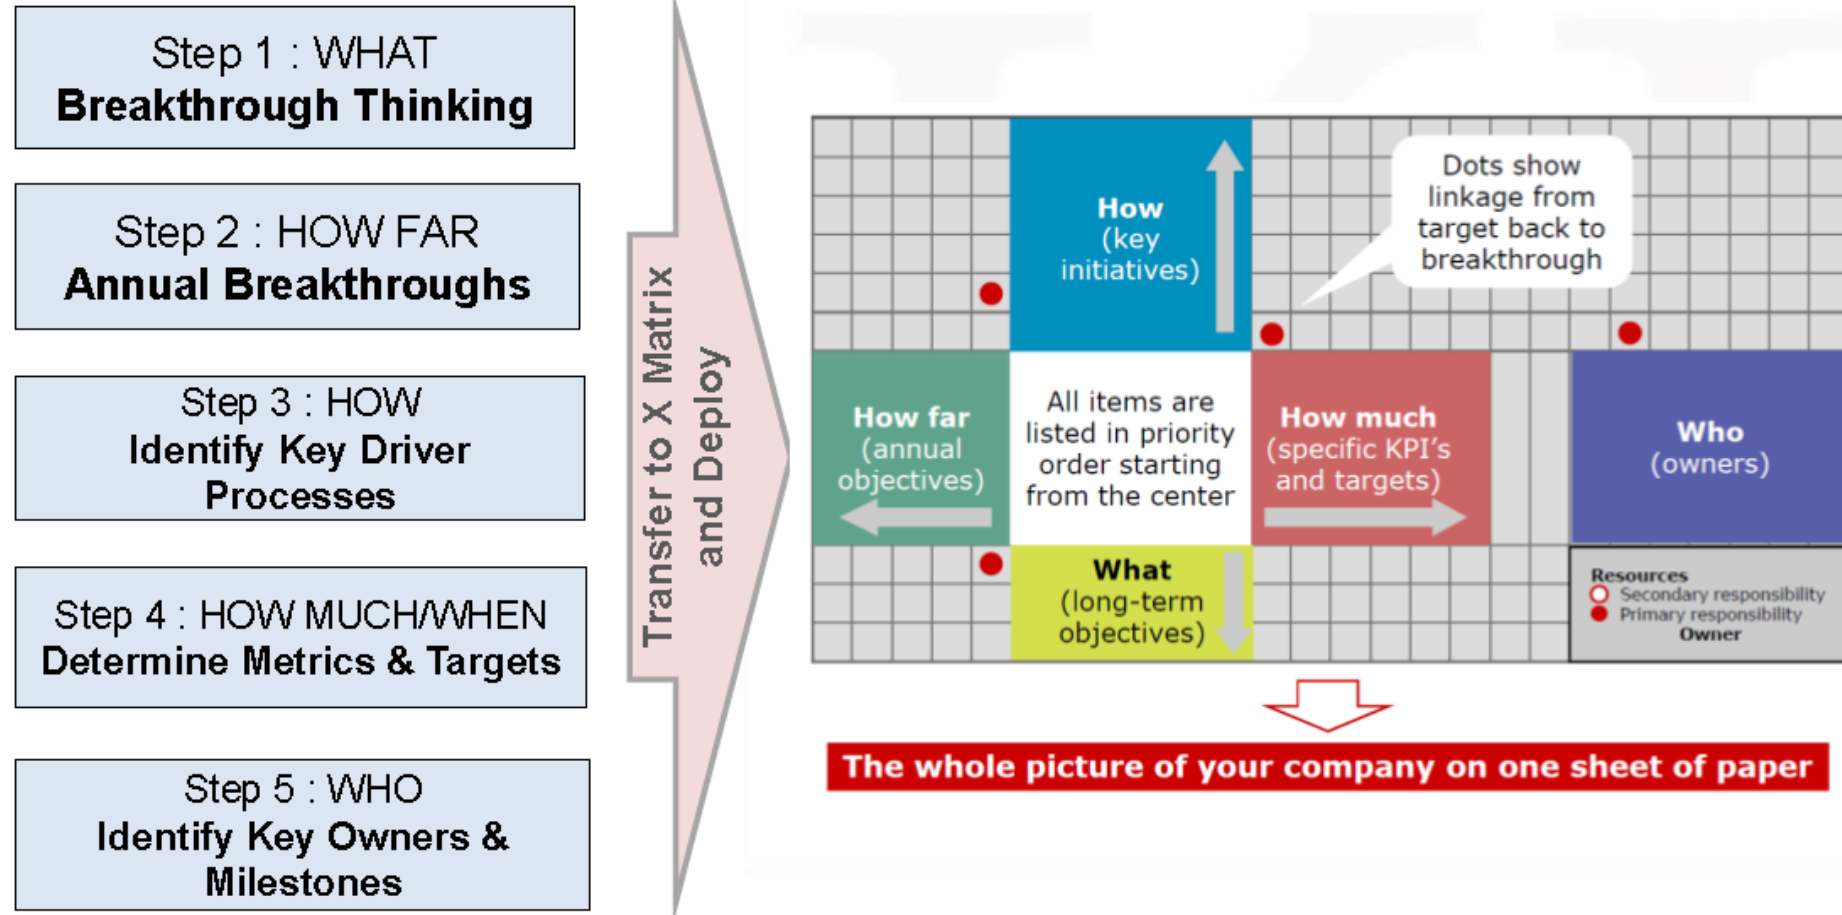 Step 1 : WHAT
Breakthrough Thinking
Step 2 : HOW FAR
Annual Breakthroughs
Step 3 : HOW
Identify Key Driver
Processes
Step 4 : HOW MUCH/WHEN
Determine Metrics & Targets
Step 5 : WHO
Identify Key Owners &
Milestones
Transfer to X Matrix
and Deploy
How
(key
initiatives)
Dots show
linkage from
target back to
breakthrough
How far
(annual
objectives)
All items are
listed in priority
order starting
from the center
How much
(specific KPI's
and targets)
Who
(owners)
What
(long-term
objectives)
Resources
Secondary responsibility
Primary responsibility
Owner
The whole picture of your company on one sheet of paper